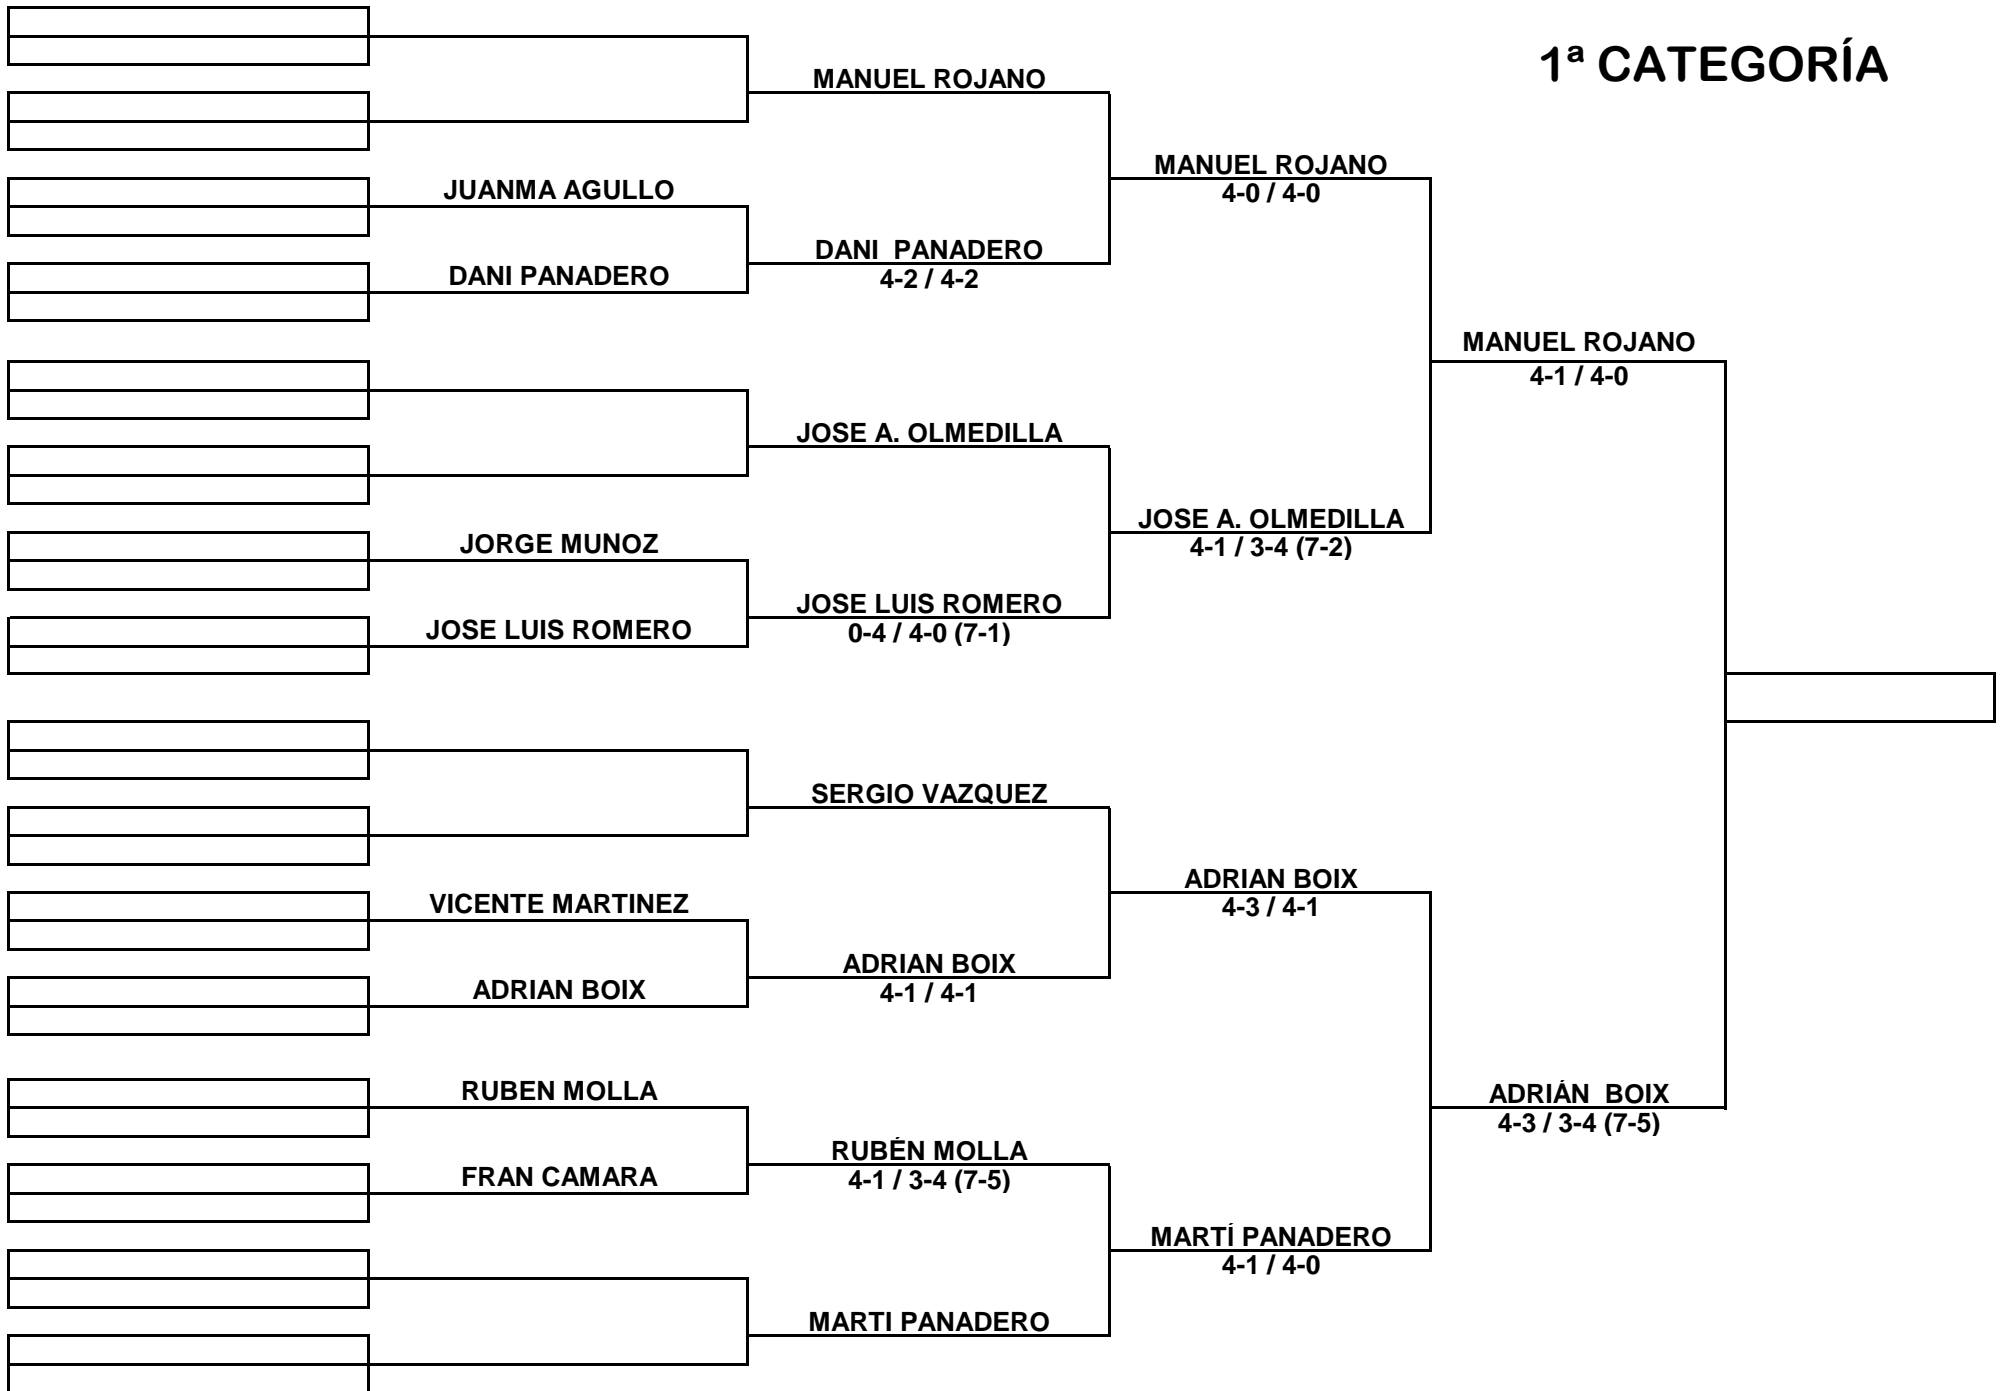 1ª CATEGORÍA
MANUEL ROJANO
MANUEL ROJANO
4-0 / 4-0
JUANMA AGULLO
DANI  PANADERO
4-2 / 4-2
DANI PANADERO
MANUEL ROJANO
4-1 / 4-0
JOSE A. OLMEDILLA
JOSE A. OLMEDILLA
4-1 / 3-4 (7-2)
JORGE MUNOZ
JOSE LUIS ROMERO
0-4 / 4-0 (7-1)
JOSE LUIS ROMERO
SERGIO VAZQUEZ
ADRIAN BOIX
4-3 / 4-1
VICENTE MARTINEZ
ADRIAN BOIX
4-1 / 4-1
ADRIAN BOIX
RUBEN MOLLA
ADRIÁN  BOIX
4-3 / 3-4 (7-5)
RUBÉN MOLLA
4-1 / 3-4 (7-5)
FRAN CAMARA
MARTÍ PANADERO
4-1 / 4-0
MARTI PANADERO